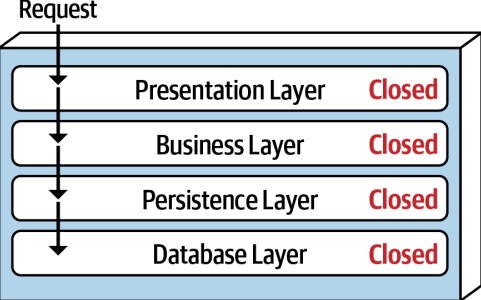 Request
Presentation Layer Closed
Business Layer Closed
Persistence Layer Closed
Database Layer Closed